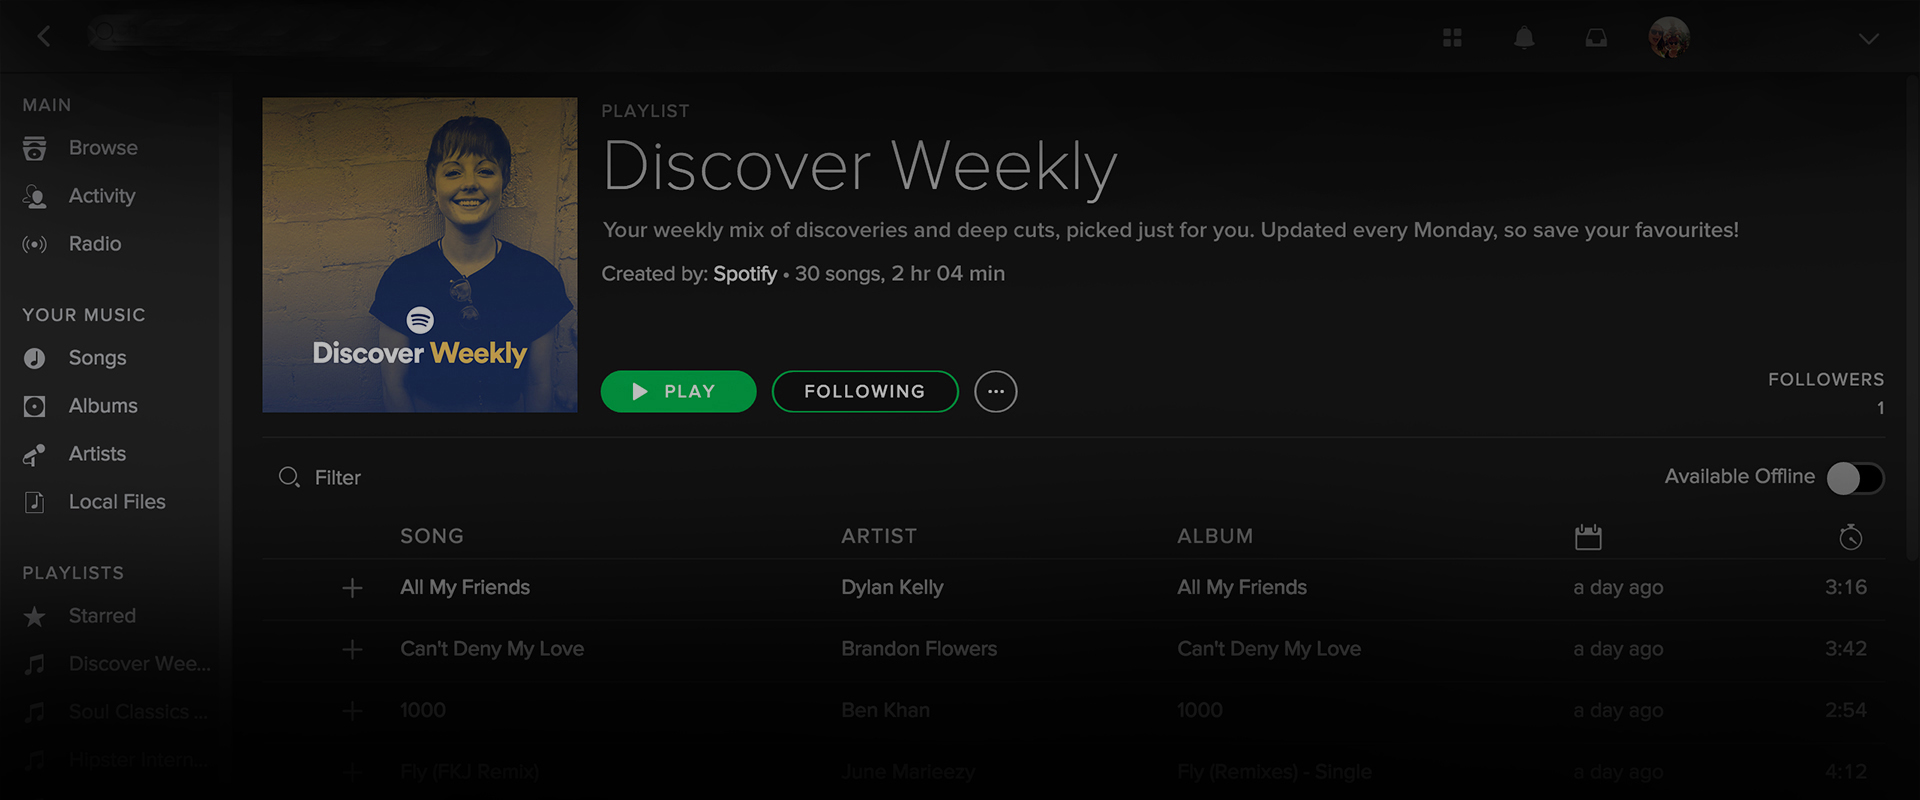 MAIN
Browse
Activity
Radio
YOUR MUSIC
Songs
Albums
Artists
Local Files
PLAYLISTS
Starred
Discover Wee...
Soul Classics ...
Hipster Intern...
Discover Weekly
PLAYLIST
Discover Weekly
Your weekly mix of discoveries and deep cuts, picked just for you. Updated every Monday, so save your favourites!
Created by: Spotify • 30 songs, 2 hr 04 min
PLAY FOLLOWING
FOLLOWERS
1
Filter Available Offline
SONG ARTIST ALBUM
All My Friends Dylan Kelly All My Friends a day ago 3:16
Can't Deny My Love Brandon Flowers Can't Deny My Love a day ago 3:42
1000 Ben Khan 1000 a day ago 2:54
Fly (FKJ Remix) June Marieezy Fly (Remixes) - Single a day ago 4:12